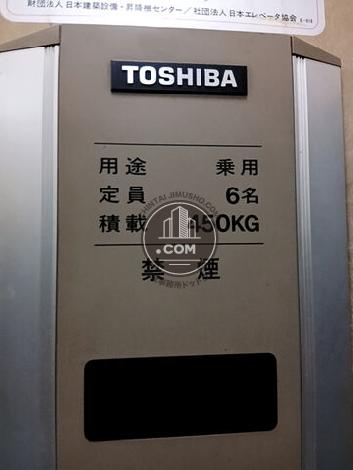 財団法人 日本建築設備・昇降機センター／社団法人 日本エレベータ協会
TOSHIBA
用途 乗用
定員 6名
積載 450KG
禁煙
.COM